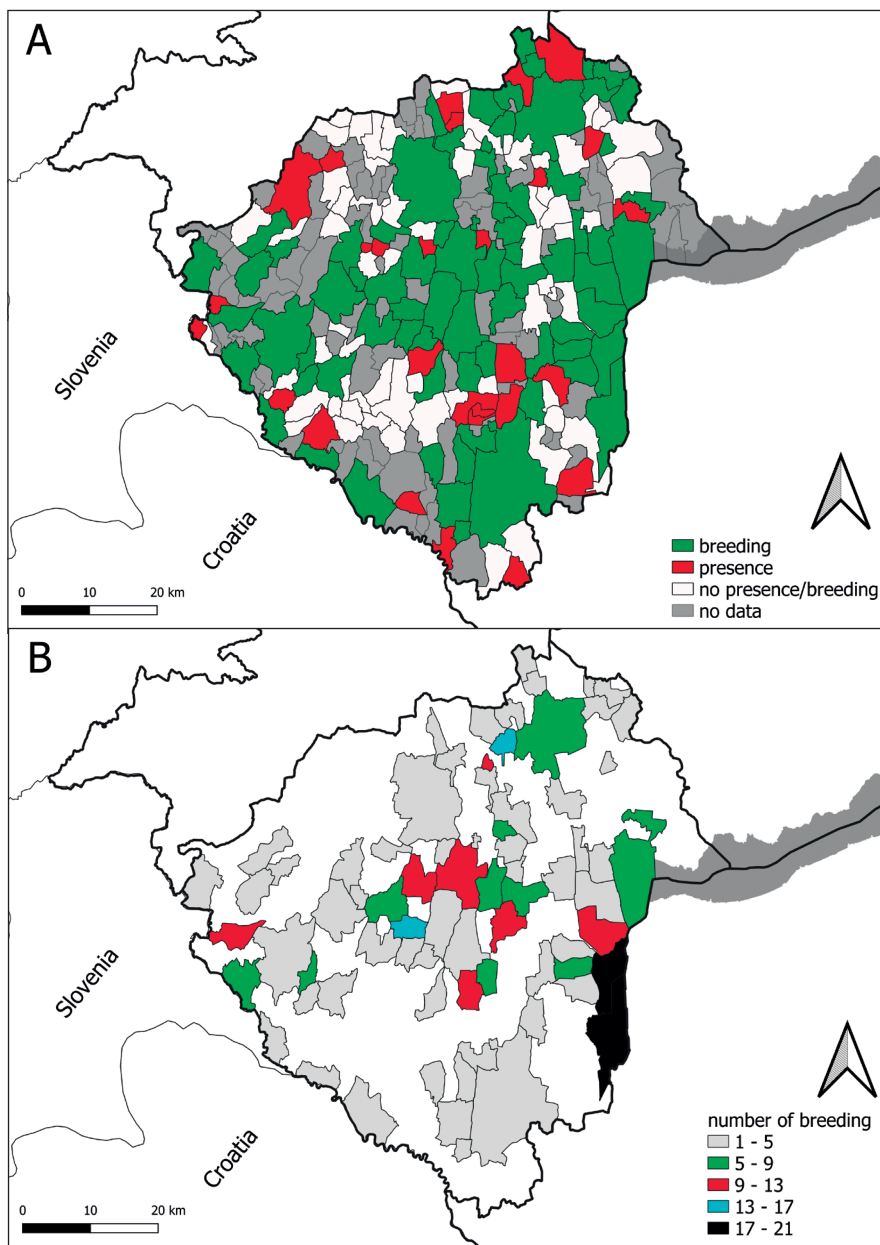 A
Slovenia
Croatia
0 10 20 km
breeding
presence
no presence/breeding
no data
B
Slovenia
Croatia
0 10 20 km
number of breeding
1 - 5
5 - 9
9 - 13
13 - 17
17 - 21